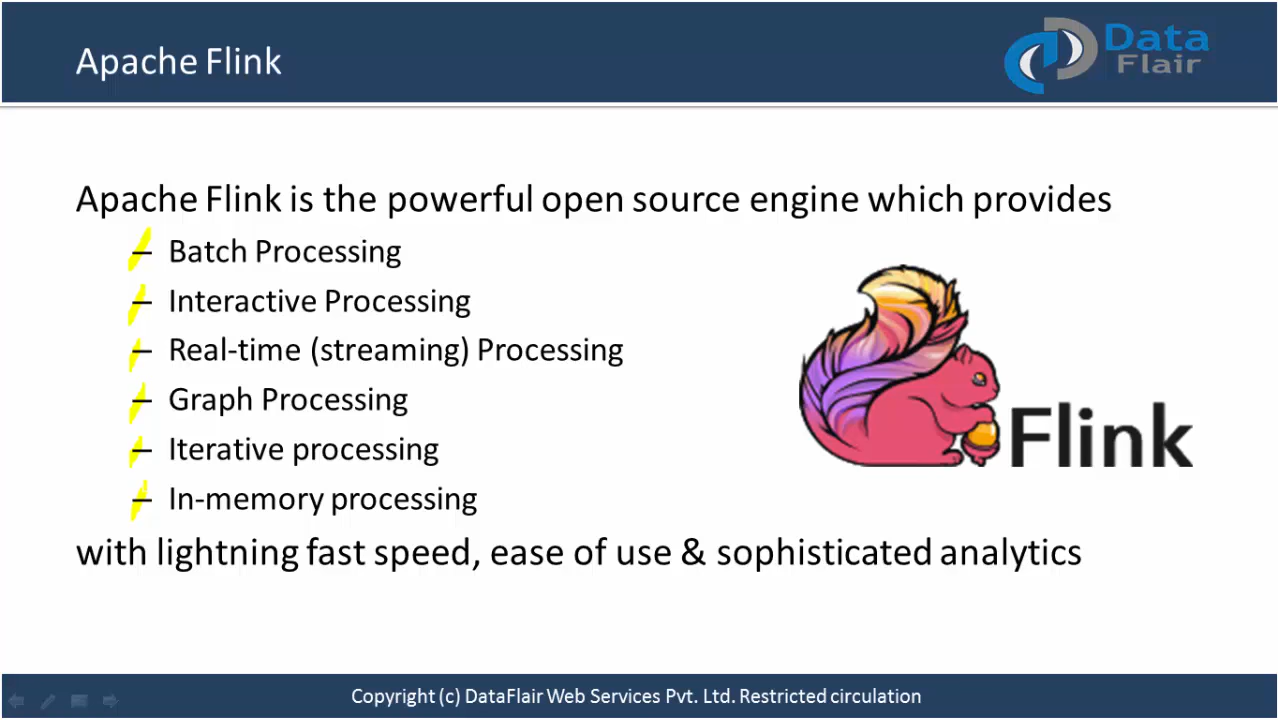 Apache Flink
Data
Flair
Apache Flink is the powerful open source engine which provides
– Batch Processing
– Interactive Processing
– Real-time (streaming) Processing
– Graph Processing
– Iterative processing
– In-memory processing
Flink
with lightning fast speed, ease of use & sophisticated analytics
Copyright (c) DataFlair Web Services Pvt. Ltd. Restricted circulation